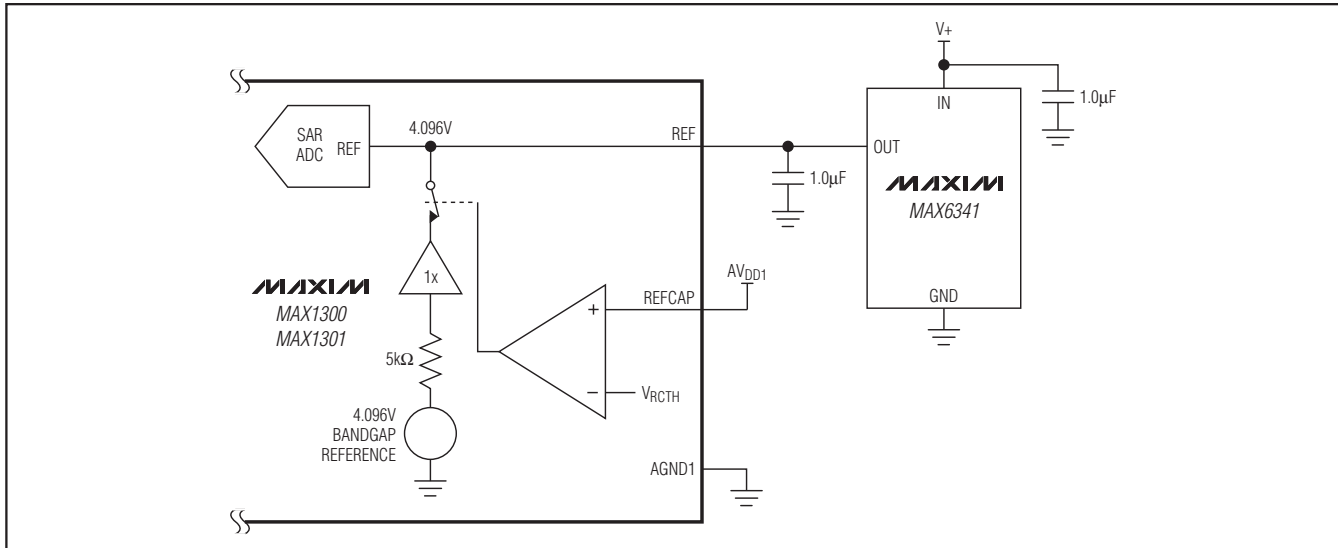 V+
IN
1.0µF
SAR
ADC
REF
4.096V
REF
OUT
1.0µF
MAXIM
MAX6341
GND
MAXIM
MAX1300
MAX1301
1x
5kΩ
4.096V
BANDGAP
REFERENCE
REFCAP
AVDD1
+
−
VRCTH
AGND1